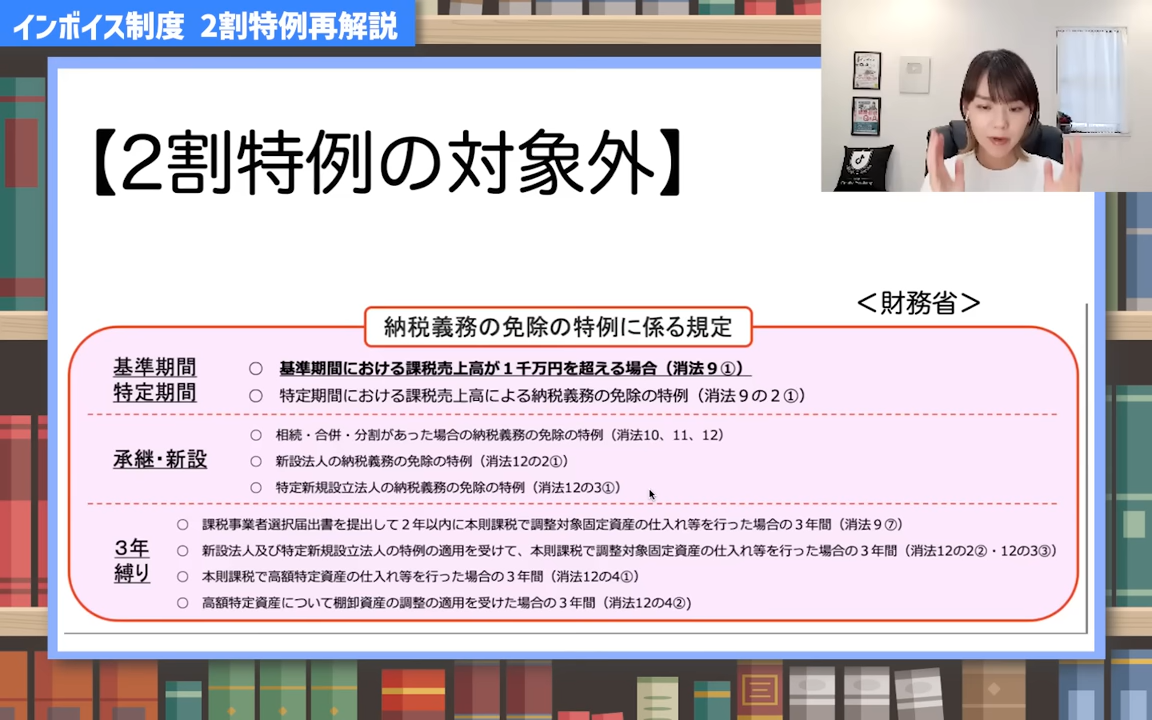 インボイス制度 2割特例再解説
【2割特例の対象外】
＜財務省＞
納税義務の免除の特例に係る規定
基準期間
特定期間
○ 基準期間における課税売上高が１千万円を超える場合（消法９①）
○ 特定期間における課税売上高による納税義務の免除の特例（消法９の２①）
承継・新設
○ 相続・合併・分割があった場合の納税義務の免除の特例（消法10、11、12）
○ 新設法人の納税義務の免除の特例（消法12の2①）
○ 特定新規設立法人の納税義務の免除の特例（消法12の3①）
３年
縛り
○ 課税事業者選択届出書を提出して２年以内に本則課税で調整対象固定資産の仕入れ等を行った場合の３年間（消法９⑦）
○ 新設法人及び特定新規設立法人の特例の適用を受けて、本則課税で調整対象固定資産の仕入れ等を行った場合の３年間（消法12の2②・12の3③）
○ 本則課税で高額特定資産の仕入れ等を行った場合の３年間（消法12の4①）
○ 高額特定資産について棚卸資産の調整の適用を受けた場合の３年間（消法12の4②)